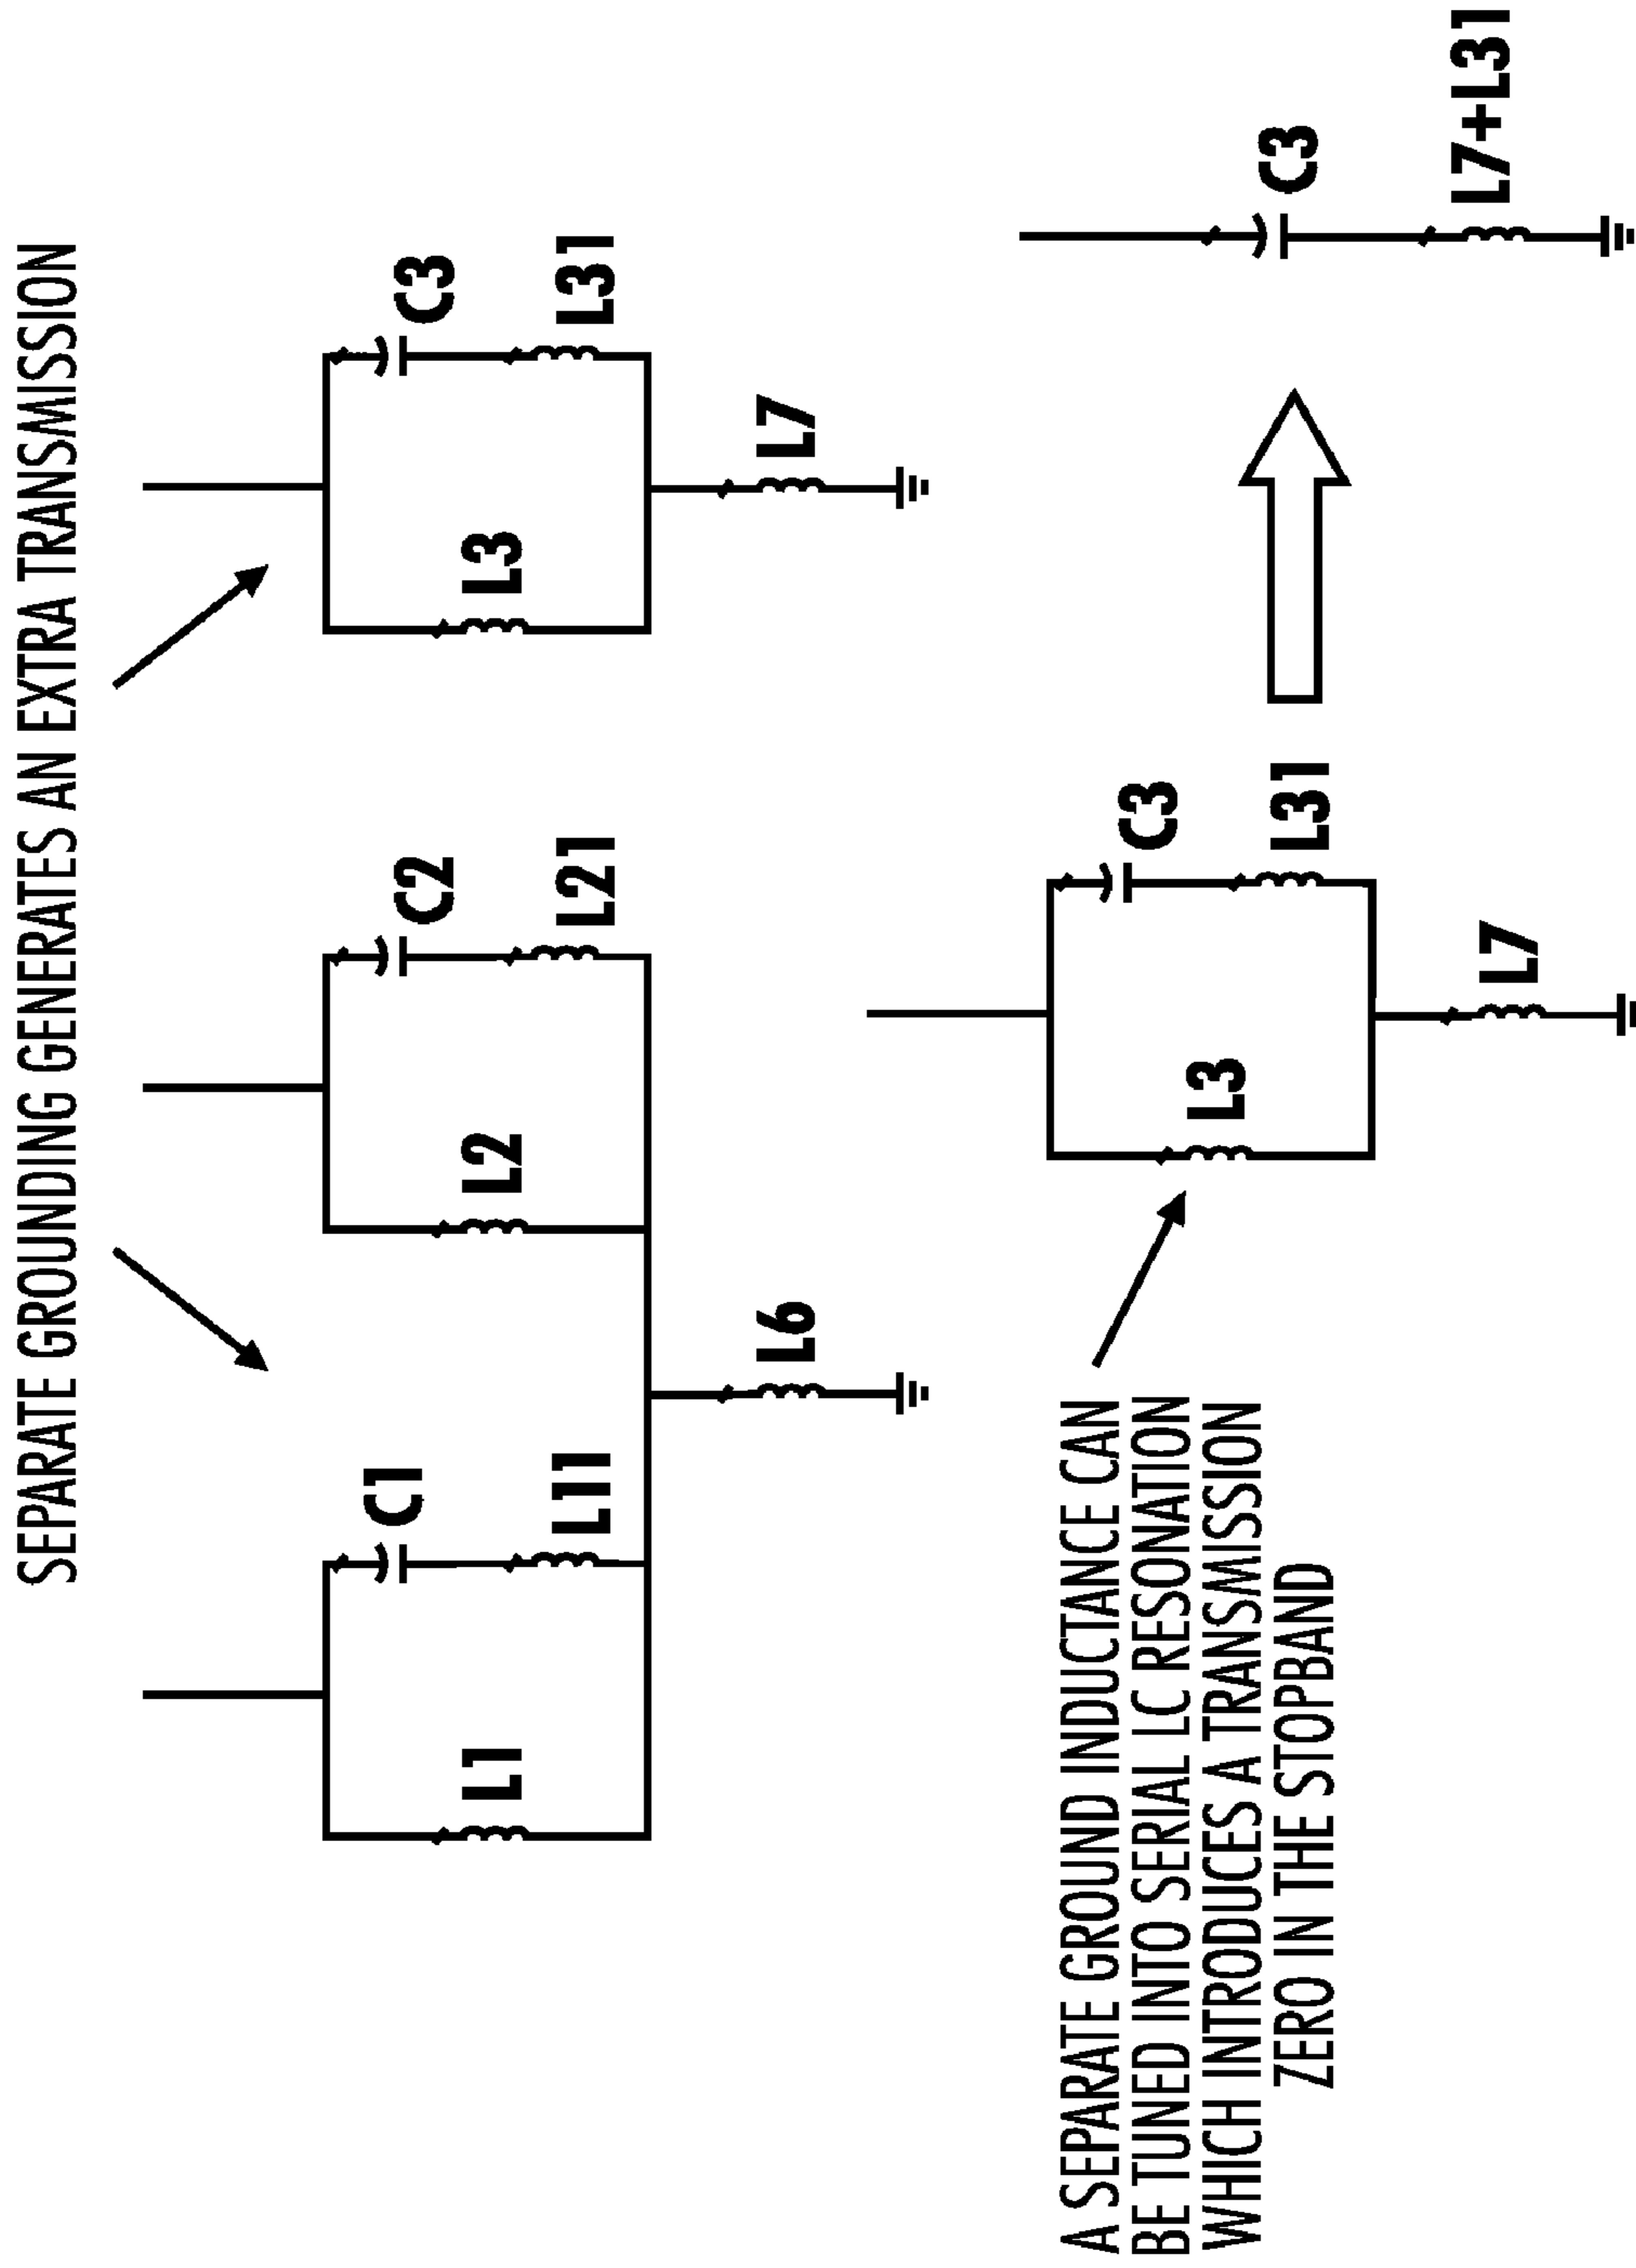 SEPARATE GROUNDING GENERATES AN EXTRA TRANSMISSION
C1
C2
C3
L1
L11
L2
L21
L3
L31
L6
L7
A SEPARATE GROUND INDUCTANCE CAN
BE TUNED INTO SERIAL LC RESONATION
WHICH INTRODUCES A TRANSMISSION
ZERO IN THE STOPBAND
C3
L3
L31
L7
C3
L7+L31